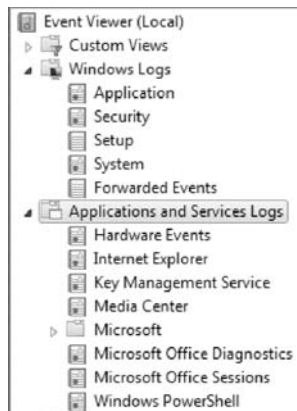 Event Viewer (Local)
Custom Views
Windows Logs
Application
Security
Setup
System
Forwarded Events
Applications and Services Logs
Hardware Events
Internet Explorer
Key Management Service
Media Center
Microsoft
Microsoft Office Diagnostics
Microsoft Office Sessions
Windows PowerShell